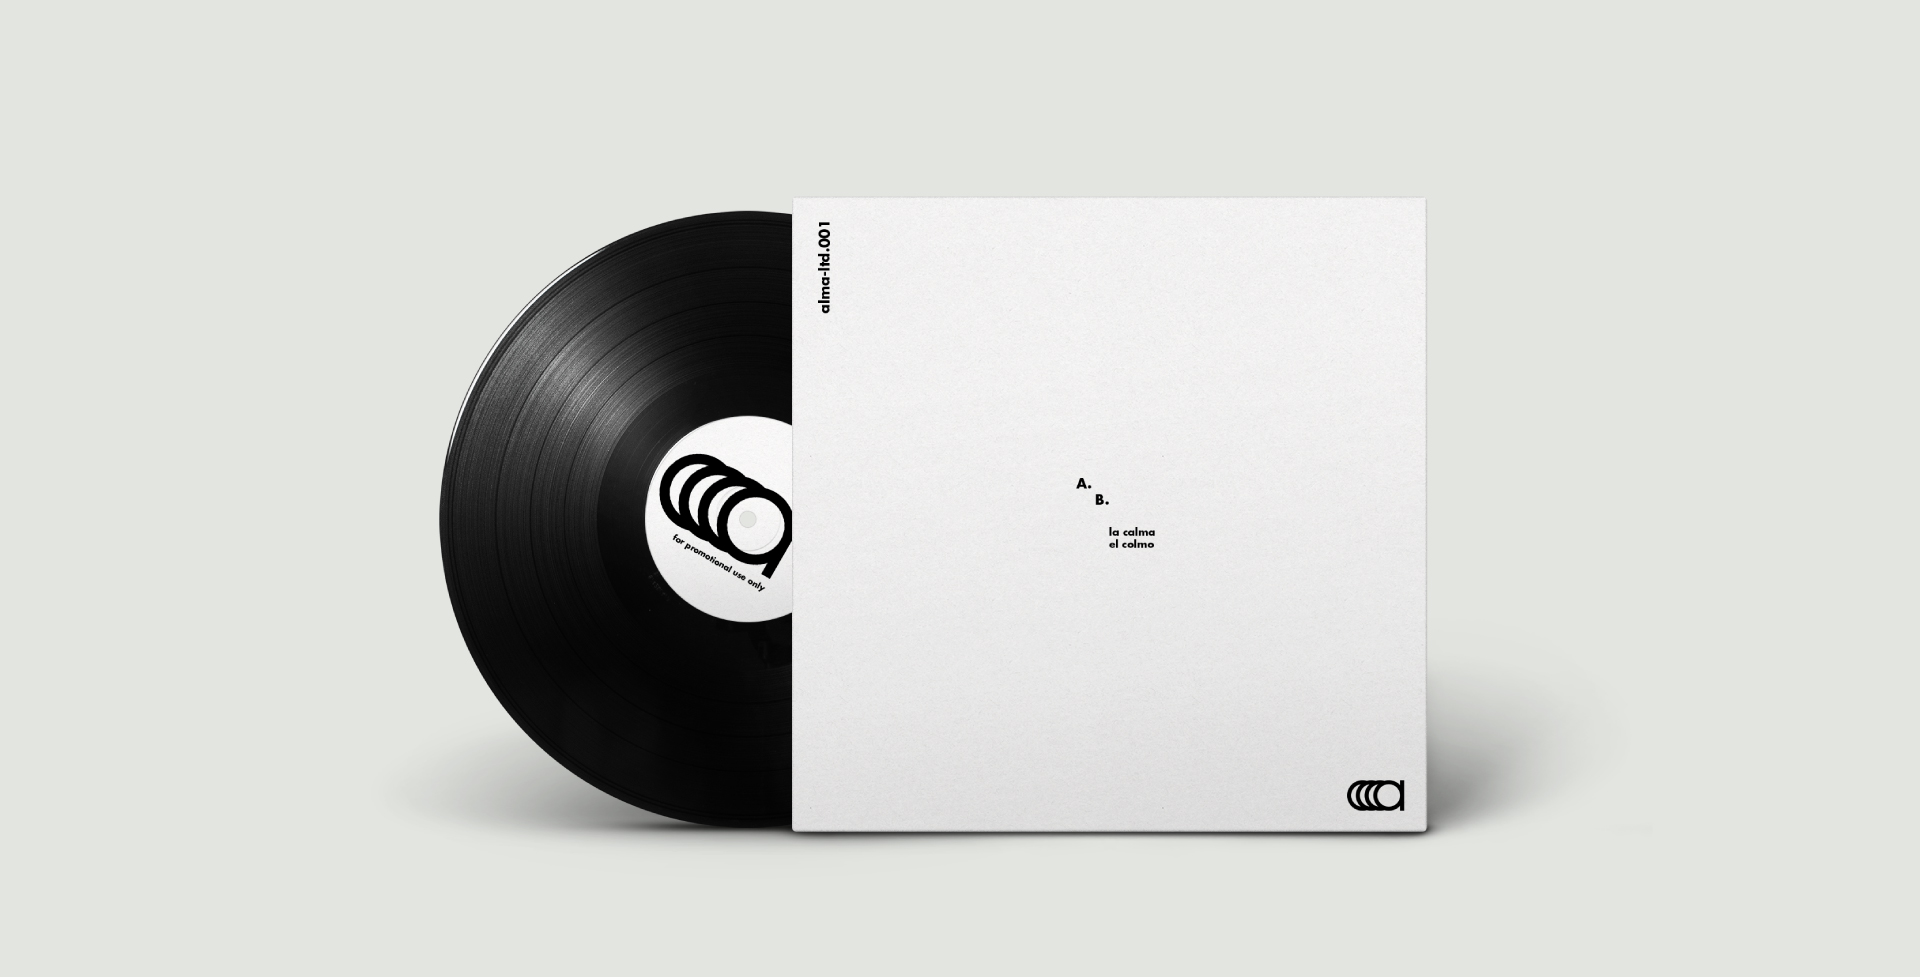 alma-ltd.001
A.
B.
la calma
el colmo
for promotional use only